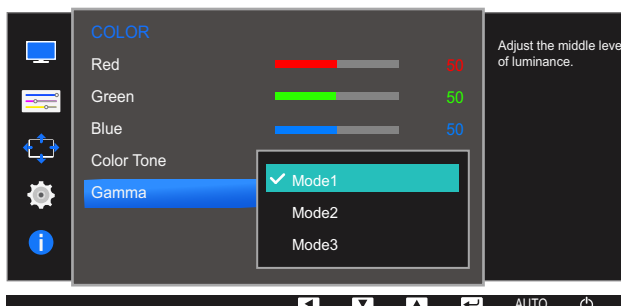 COLOR
Red 50
Green 50
Blue 50
Color Tone
Gamma
Mode1
Mode2
Mode3
Adjust the middle leve
of luminance.
AUTO